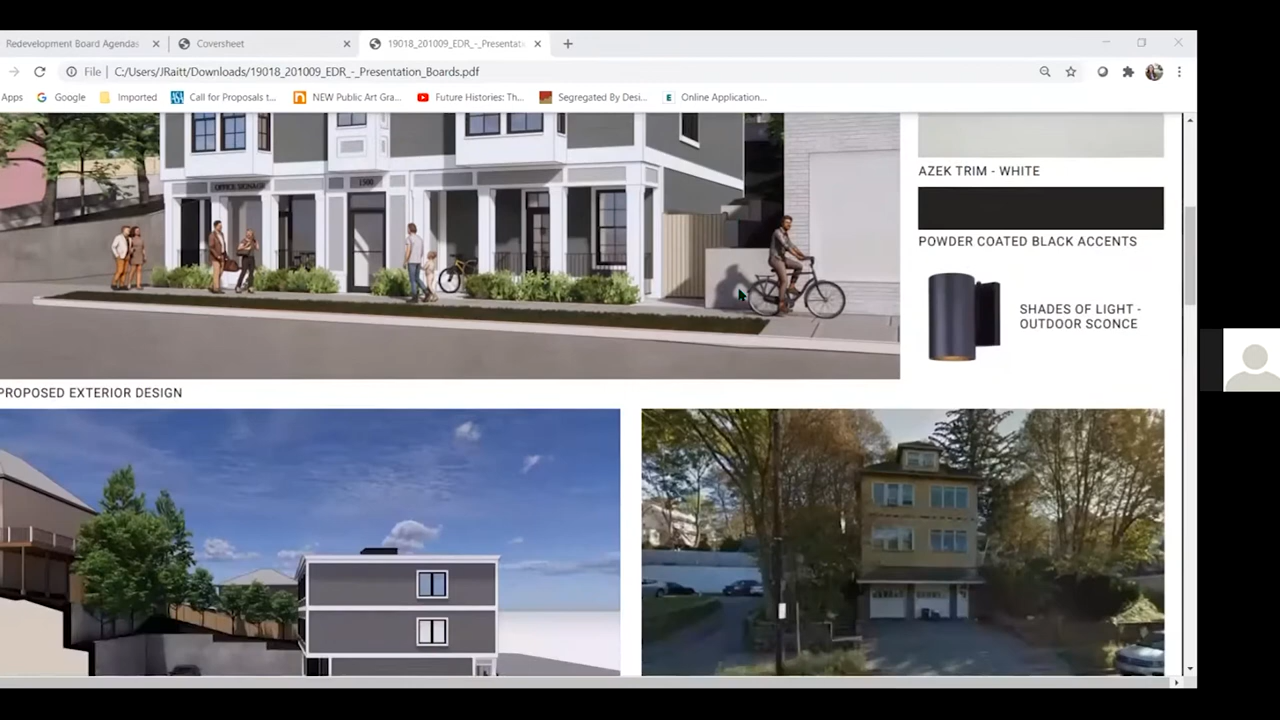 Redevelopment Board Agendas
Coversheet
19018_201009_EDR_-_Presentati
File
C:/Users/JRaitt/Downloads/19018_201009_EDR_-_Presentation_Boards.pdf
Apps
Google
Imported
Call for Proposals t...
NEW Public Art Gra...
Future Histories: Th...
Segregated By Desi...
Online Application...
OFFICE SIGNAGE
1500
AZEK TRIM - WHITE
POWDER COATED BLACK ACCENTS
SHADES OF LIGHT -
OUTDOOR SCONCE
PROPOSED EXTERIOR DESIGN